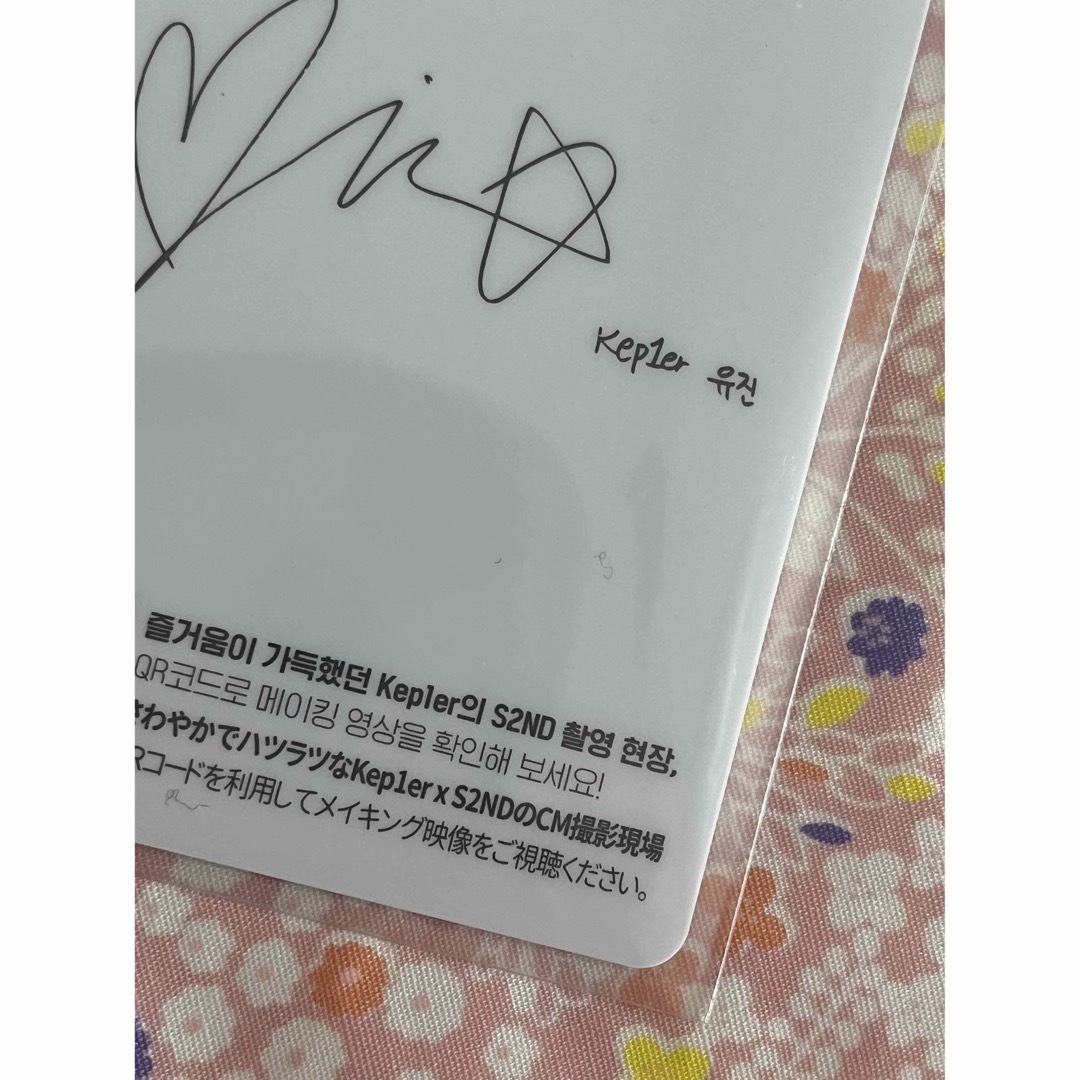 Kep1er 유진
즐거움이 가득했던 Kep1er의 S2ND 촬영 현장,
QR코드로 메이킹 영상을 확인해 보세요!
さわやかでハツラツなKep1er x S2NDのCM撮影現場
Rコードを利用してメイキング映像をご視聴ください。